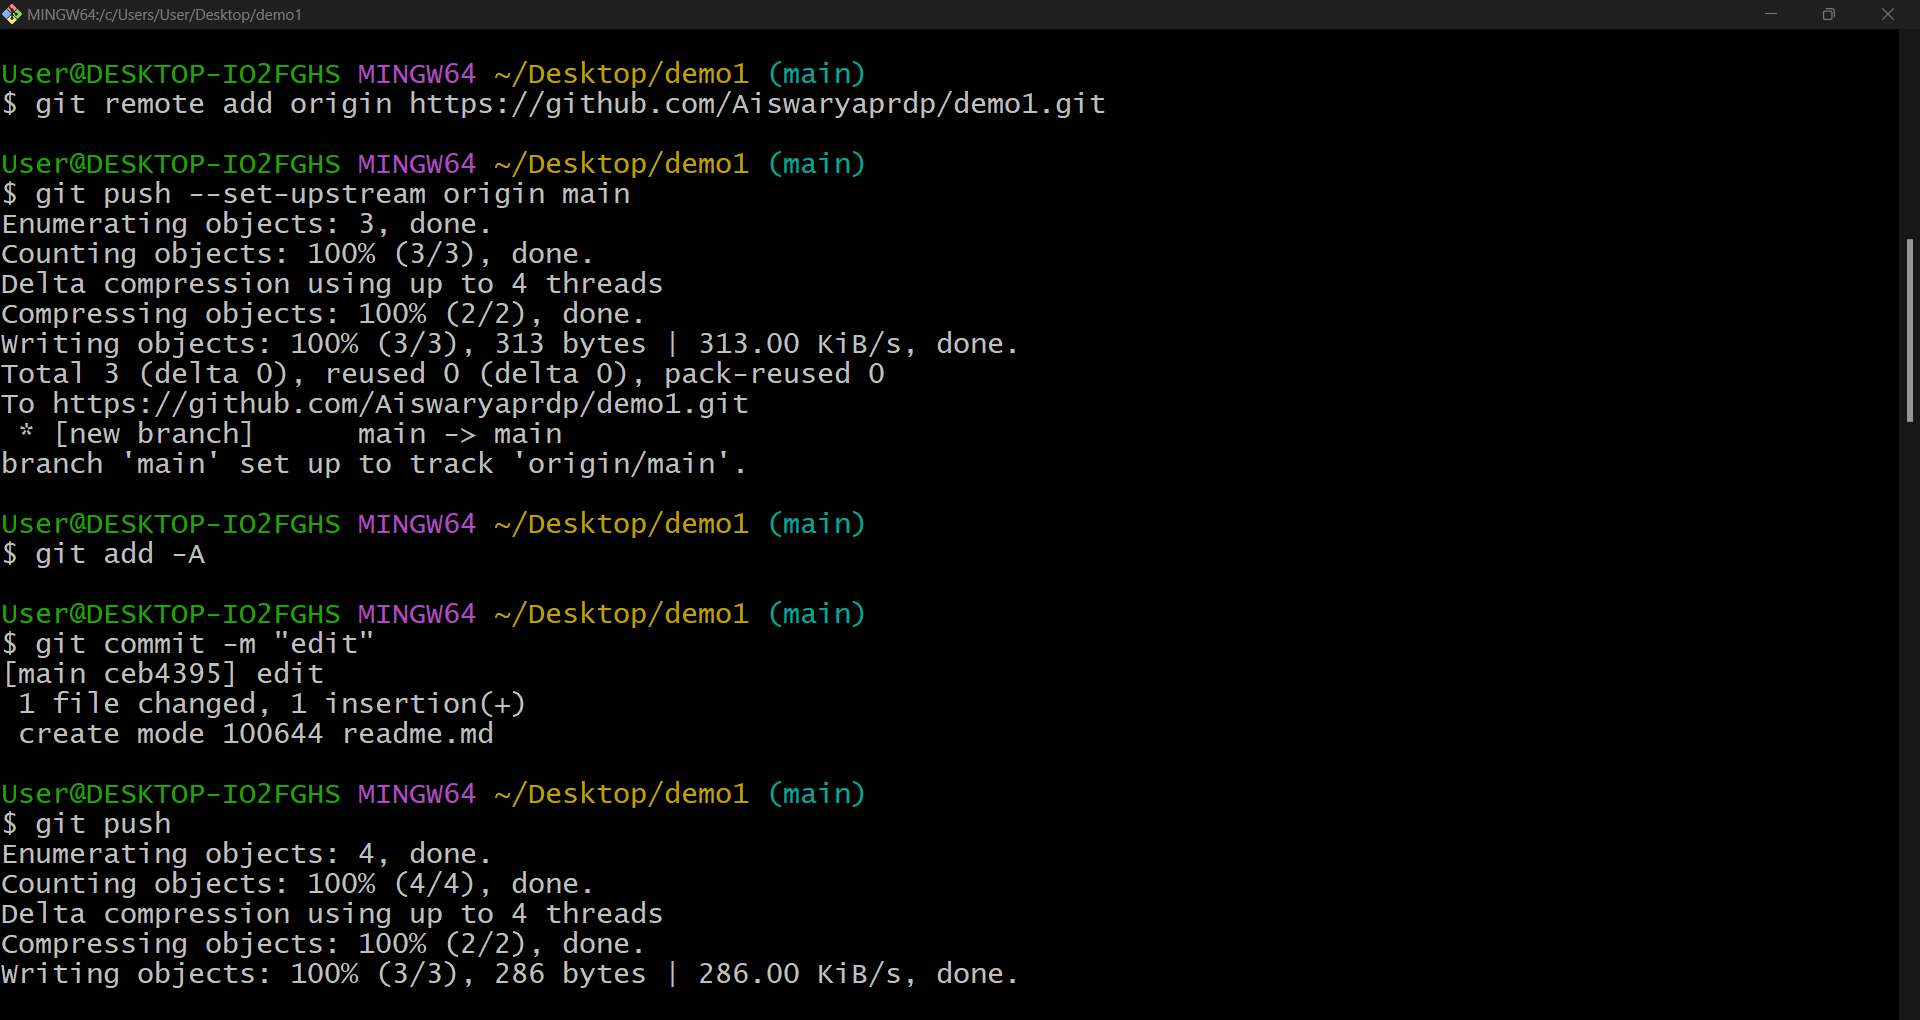 MINGW64:/c/Users/User/Desktop/demo1
User@DESKTOP-IO2FGHS MINGW64 ~/Desktop/demo1 (main)
$ git remote add origin https://github.com/Aiswaryaprdp/demo1.git
User@DESKTOP-IO2FGHS MINGW64 ~/Desktop/demo1 (main)
$ git push --set-upstream origin main
Enumerating objects: 3, done.
Counting objects: 100% (3/3), done.
Delta compression using up to 4 threads
Compressing objects: 100% (2/2), done.
Writing objects: 100% (3/3), 313 bytes | 313.00 KiB/s, done.
Total 3 (delta 0), reused 0 (delta 0), pack-reused 0
To https://github.com/Aiswaryaprdp/demo1.git
 * [new branch]      main -> main
branch 'main' set up to track 'origin/main'.
User@DESKTOP-IO2FGHS MINGW64 ~/Desktop/demo1 (main)
$ git add -A
User@DESKTOP-IO2FGHS MINGW64 ~/Desktop/demo1 (main)
$ git commit -m "edit"
[main ceb4395] edit
 1 file changed, 1 insertion(+)
 create mode 100644 readme.md
User@DESKTOP-IO2FGHS MINGW64 ~/Desktop/demo1 (main)
$ git push
Enumerating objects: 4, done.
Counting objects: 100% (4/4), done.
Delta compression using up to 4 threads
Compressing objects: 100% (2/2), done.
Writing objects: 100% (3/3), 286 bytes | 286.00 KiB/s, done.